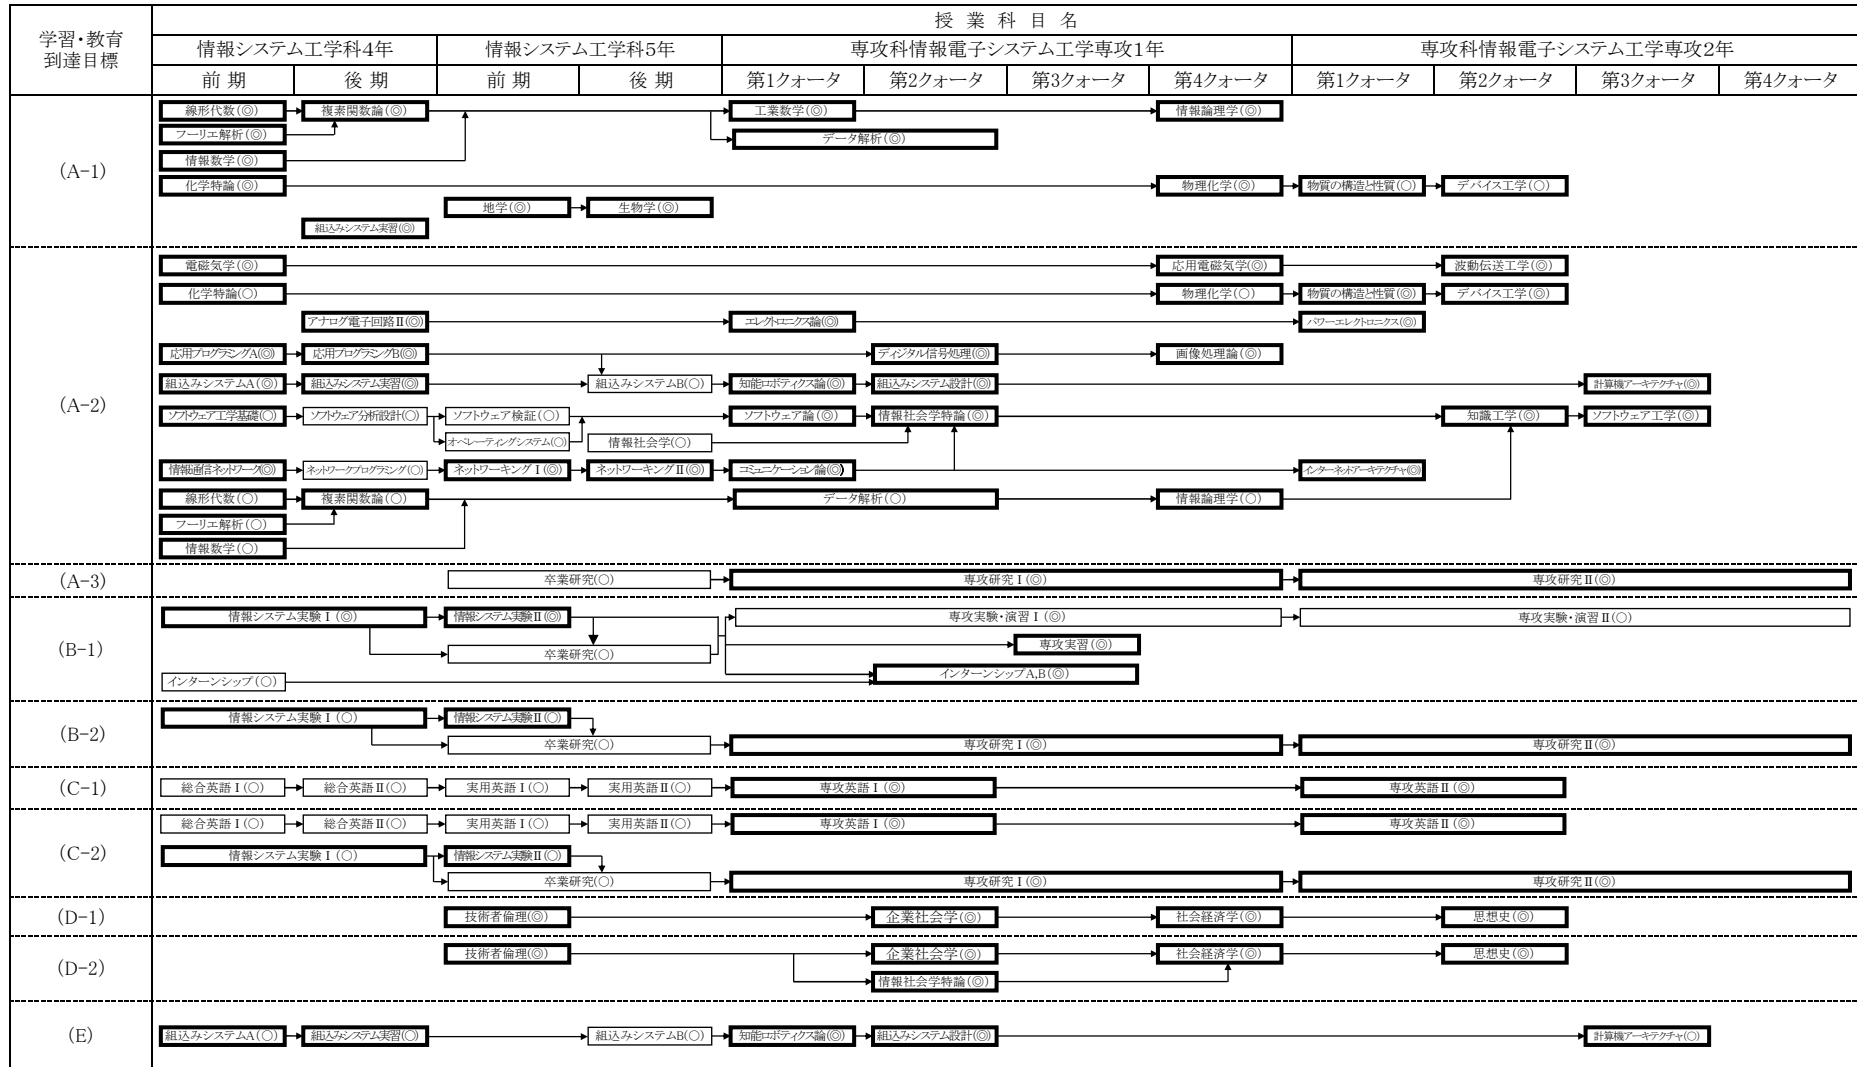 学習・教育
到達目標
授 業 科 目 名
情報システム工学科4年 情報システム工学科5年 専攻科情報電子システム工学専攻1年 専攻科情報電子システム工学専攻2年
前 期 後 期 前 期 後 期 第1クォータ 第2クォータ 第3クォータ 第4クォータ 第1クォータ 第2クォータ 第3クォータ 第4クォータ
(A-1)
線形代数(◎) 複素関数論(◎) 工業数学(◎) 情報論理学(◎)
フーリエ解析(◎) データ解析(◎)
情報数学(◎)
化学特論(◎) 物理化学(◎) 物質の構造と性質(○) デバイス工学(○)
地学(◎) 生物学(◎)
組込みシステム実習(◎)
(A-2)
電磁気学(◎) 応用電磁気学(◎) 波動伝送工学(◎)
化学特論(○) 物理化学(○) 物質の構造と性質(◎) デバイス工学(◎)
アナログ電子回路Ⅱ(◎) エレクトロニクス論(◎) パワーエレクトロニクス(◎)
応用プログラミングA(◎) 応用プログラミングB(◎) ディジタル信号処理(◎) 画像処理論(◎)
組込みシステムA(◎) 組込みシステム実習(◎) 組込みシステムB(○) 知能ロボティクス論(◎) 組込みシステム設計(◎) 計算機アーキテクチャ(◎)
ソフトウェア工学基礎(○) ソフトウェア分析設計(○) ソフトウェア検証(○) ソフトウェア論(◎) 情報社会学特論(◎) 知識工学(◎) ソフトウェア工学(◎)
オペレーティングシステム(○) 情報社会学(○)
情報通信ネットワーク(◎) ネットワークプログラミング(○) ネットワーキングⅠ(◎) ネットワーキングⅡ(◎) コミュニケーション論(◎) インターネットアーキテクチャ(◎)
線形代数(○) 複素関数論(○) データ解析(○) 情報論理学(○)
フーリエ解析(○)
情報数学(○)
(A-3)
卒業研究(○) 専攻研究Ⅰ(◎) 専攻研究Ⅱ(◎)
(B-1)
情報システム実験Ⅰ(◎) 情報システム実験Ⅱ(◎) 専攻実験・演習Ⅰ(◎) 専攻実験・演習Ⅱ(○)
卒業研究(○) 専攻実習(◎)
インターンシップ(○) インターンシップA,B(◎)
(B-2)
情報システム実験Ⅰ(○) 情報システム実験Ⅱ(○)
卒業研究(○) 専攻研究Ⅰ(◎) 専攻研究Ⅱ(◎)
(C-1)
総合英語Ⅰ(○) 総合英語Ⅱ(○) 実用英語Ⅰ(○) 実用英語Ⅱ(○) 専攻英語Ⅰ(◎) 専攻英語Ⅱ(◎)
(C-2)
総合英語Ⅰ(○) 総合英語Ⅱ(○) 実用英語Ⅰ(○) 実用英語Ⅱ(○) 専攻英語Ⅰ(◎) 専攻英語Ⅱ(◎)
情報システム実験Ⅰ(○) 情報システム実験Ⅱ(○)
卒業研究(○) 専攻研究Ⅰ(◎) 専攻研究Ⅱ(◎)
(D-1)
技術者倫理(◎) 企業社会学(◎) 社会経済学(◎) 思想史(◎)
(D-2)
技術者倫理(◎) 企業社会学(◎) 社会経済学(◎) 思想史(◎)
情報社会学特論(◎)
(E)
組込みシステムA(○) 組込みシステム実習(○) 組込みシステムB(○) 知能ロボティクス論(◎) 組込みシステム設計(◎) 計算機アーキテクチャ(○)